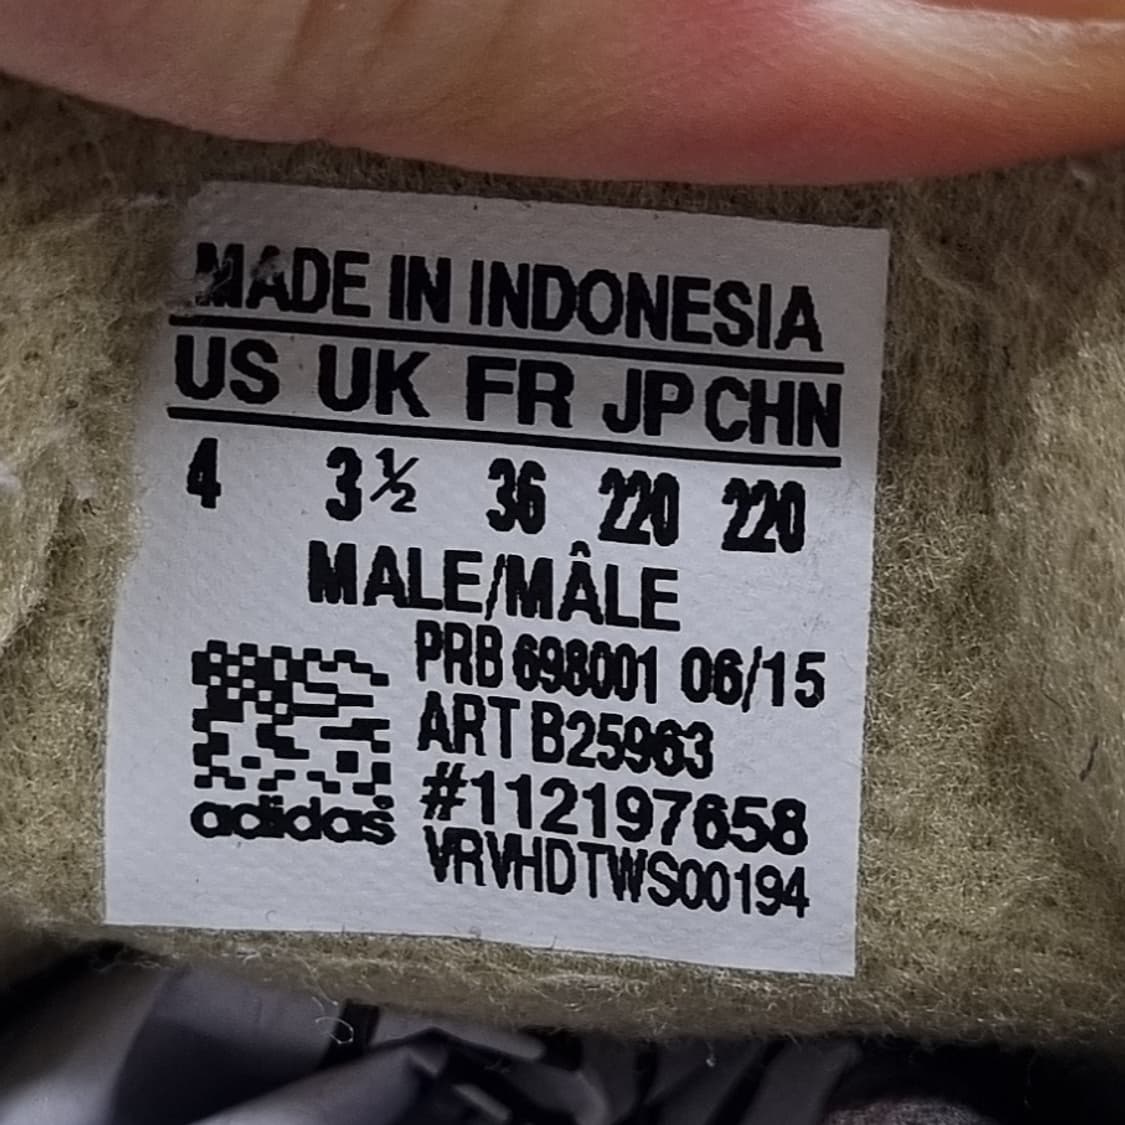 MADE IN INDONESIA
US UK FR JP CHN
4 3½ 36 220 220
MALE/MÂLE
PRB 698001 06/15
ART B25963
#112197658
adidas
VRVHDTWS00194